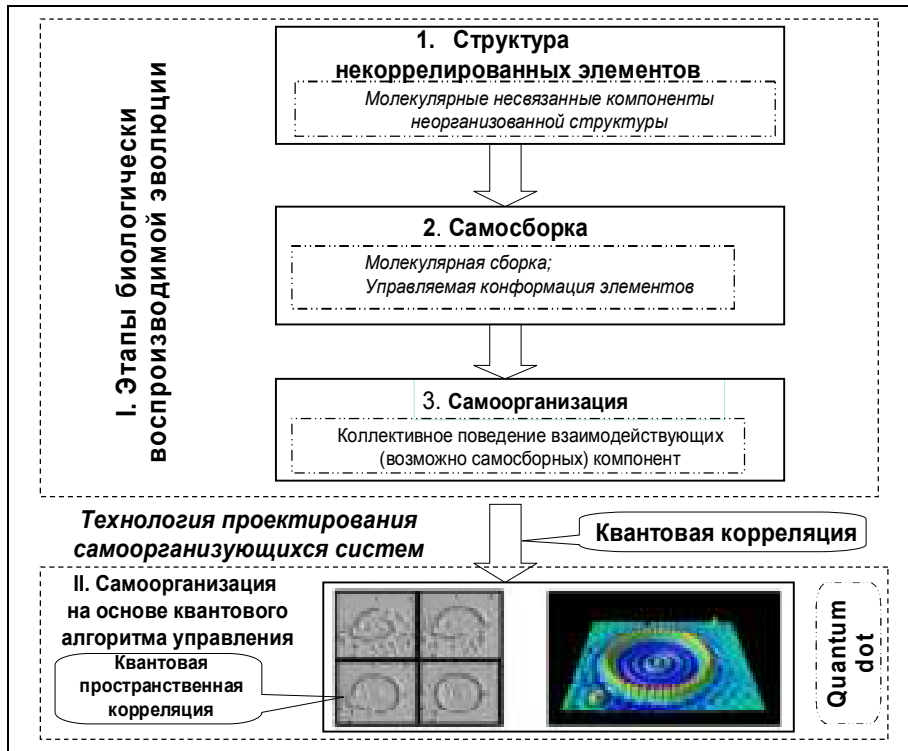 1. Структура
некоррелированных элементов
Молекулярные несвязанные компоненты
неорганизованной структуры
I. Этапы биологически
воспроизводимой эволюции
2. Самосборка
Молекулярная сборка;
Управляемая конформация элементов
3. Самоорганизация
Коллективное поведение взаимодействующих
(возможно самосборных) компонент
Технология проектирования
самоорганизующихся систем
Квантовая корреляция
II. Самоорганизация
на основе квантового
алгоритма управления
Квантовая
пространственная
корреляция
Quantum
dot